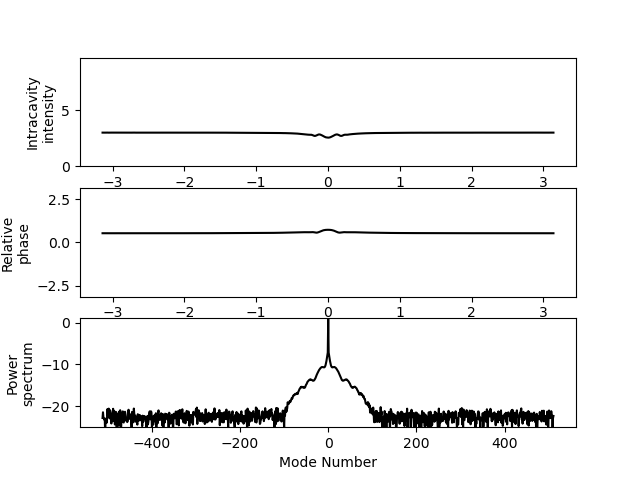 Intracavity
intensity
5
0
−3 −2 −1 0 1 2 3
Relative
phase
2.5
0.0
−2.5
−3 −2 −1 0 1 2 3
Power
spectrum
0
−10
−20
−400 −200 0 200 400
Mode Number